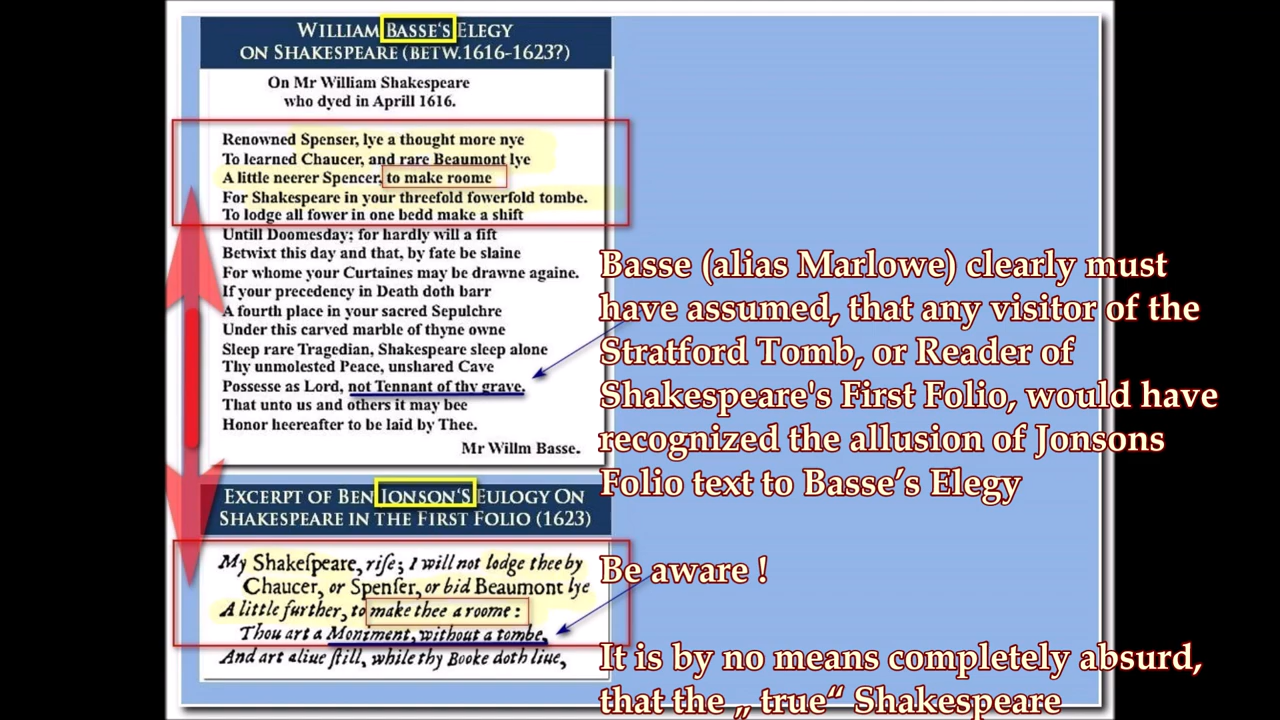 WILLIAM BASSE'S ELEGY
ON SHAKESPEARE (BETW.1616-1623?)
On Mr William Shakespeare
who dyed in Aprill 1616.
Renowned Spenser, lye a thought more nye
To learned Chaucer, and rare Beaumont lye
A little neerer Spencer, to make roome
For Shakespeare in your threefold fowerfold tombe.
To lodge all fower in one bedd make a shift
Untill Doomesday; for hardly will a fift
Betwixt this day and that, by fate be slaine
For whome your Curtaines may be drawne againe.
If your precedency in Death doth barr
A fourth place in your sacred Sepulchre
Under this carved marble of thyne owne
Sleep rare Tragedian, Shakespeare sleep alone
Thy unmolested Peace, unshared Cave
Possesse as Lord, not Tennant of thy grave.
That unto us and others it may bee
Honor heereafter to be laid by Thee.
Mr Willm Basse.
EXCERPT OF BEN IONSON'S EULOGY ON
SHAKESPEARE IN THE FIRST FOLIO (1623)
My Shakeſpeare, riſe; I will not lodge thee by
Chaucer, or Spenſer, or bid Beaumont lye
A little further, to make thee a roome :
Thou art a Moniment, without a tombe,
And art aliue ſtill, while thy Booke doth liue,
Basse (alias Marlowe) clearly must
have assumed, that any visitor of the
Stratford Tomb, or Reader of
Shakespeare's First Folio, would have
recognized the allusion of Jonsons
Folio text to Basse's Elegy
Be aware !
It is by no means completely absurd,
that the „ true“ Shakespeare